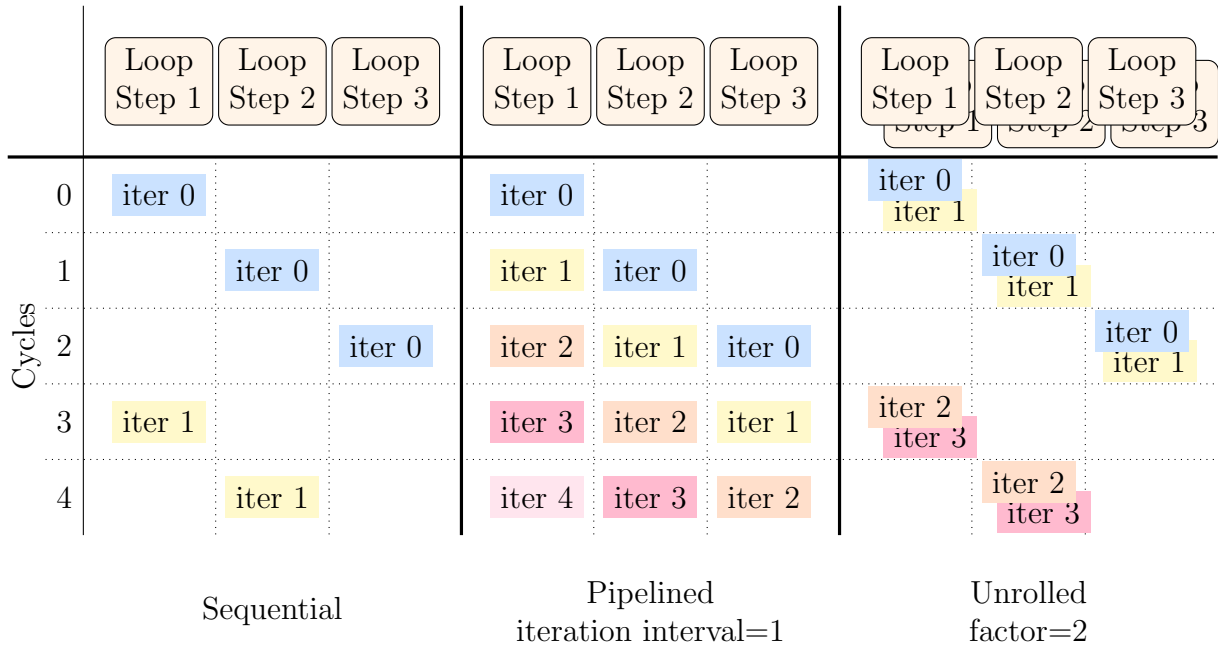 Loop Step 1 Loop Step 2 Loop Step 3 Loop Step 1 Loop Step 2 Loop Step 3 Loop Step 1 Loop Step 2 Loop Step 3
Step 1 Step 2 Step 3
Cycles
0 iter 0 iter 0 iter 0
iter 1
1 iter 0 iter 1 iter 0 iter 0
iter 1
2 iter 0 iter 2 iter 1 iter 0 iter 0
iter 1
3 iter 1 iter 3 iter 2 iter 1 iter 2
iter 3
4 iter 1 iter 4 iter 3 iter 2 iter 2
iter 3
Sequential
Pipelined
iteration interval=1
Unrolled
factor=2